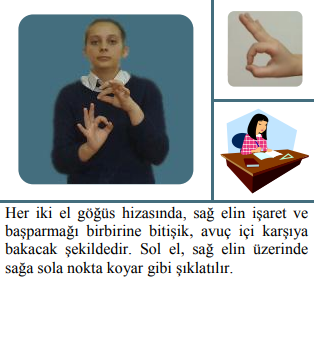 Her iki el göğüs hizasında, sağ elin işaret ve
başparmağı birbirine bitişik, avuç içi karşıya
bakacak şekildedir. Sol el, sağ elin üzerinde
sağa sola nokta koyar gibi şıklatılır.